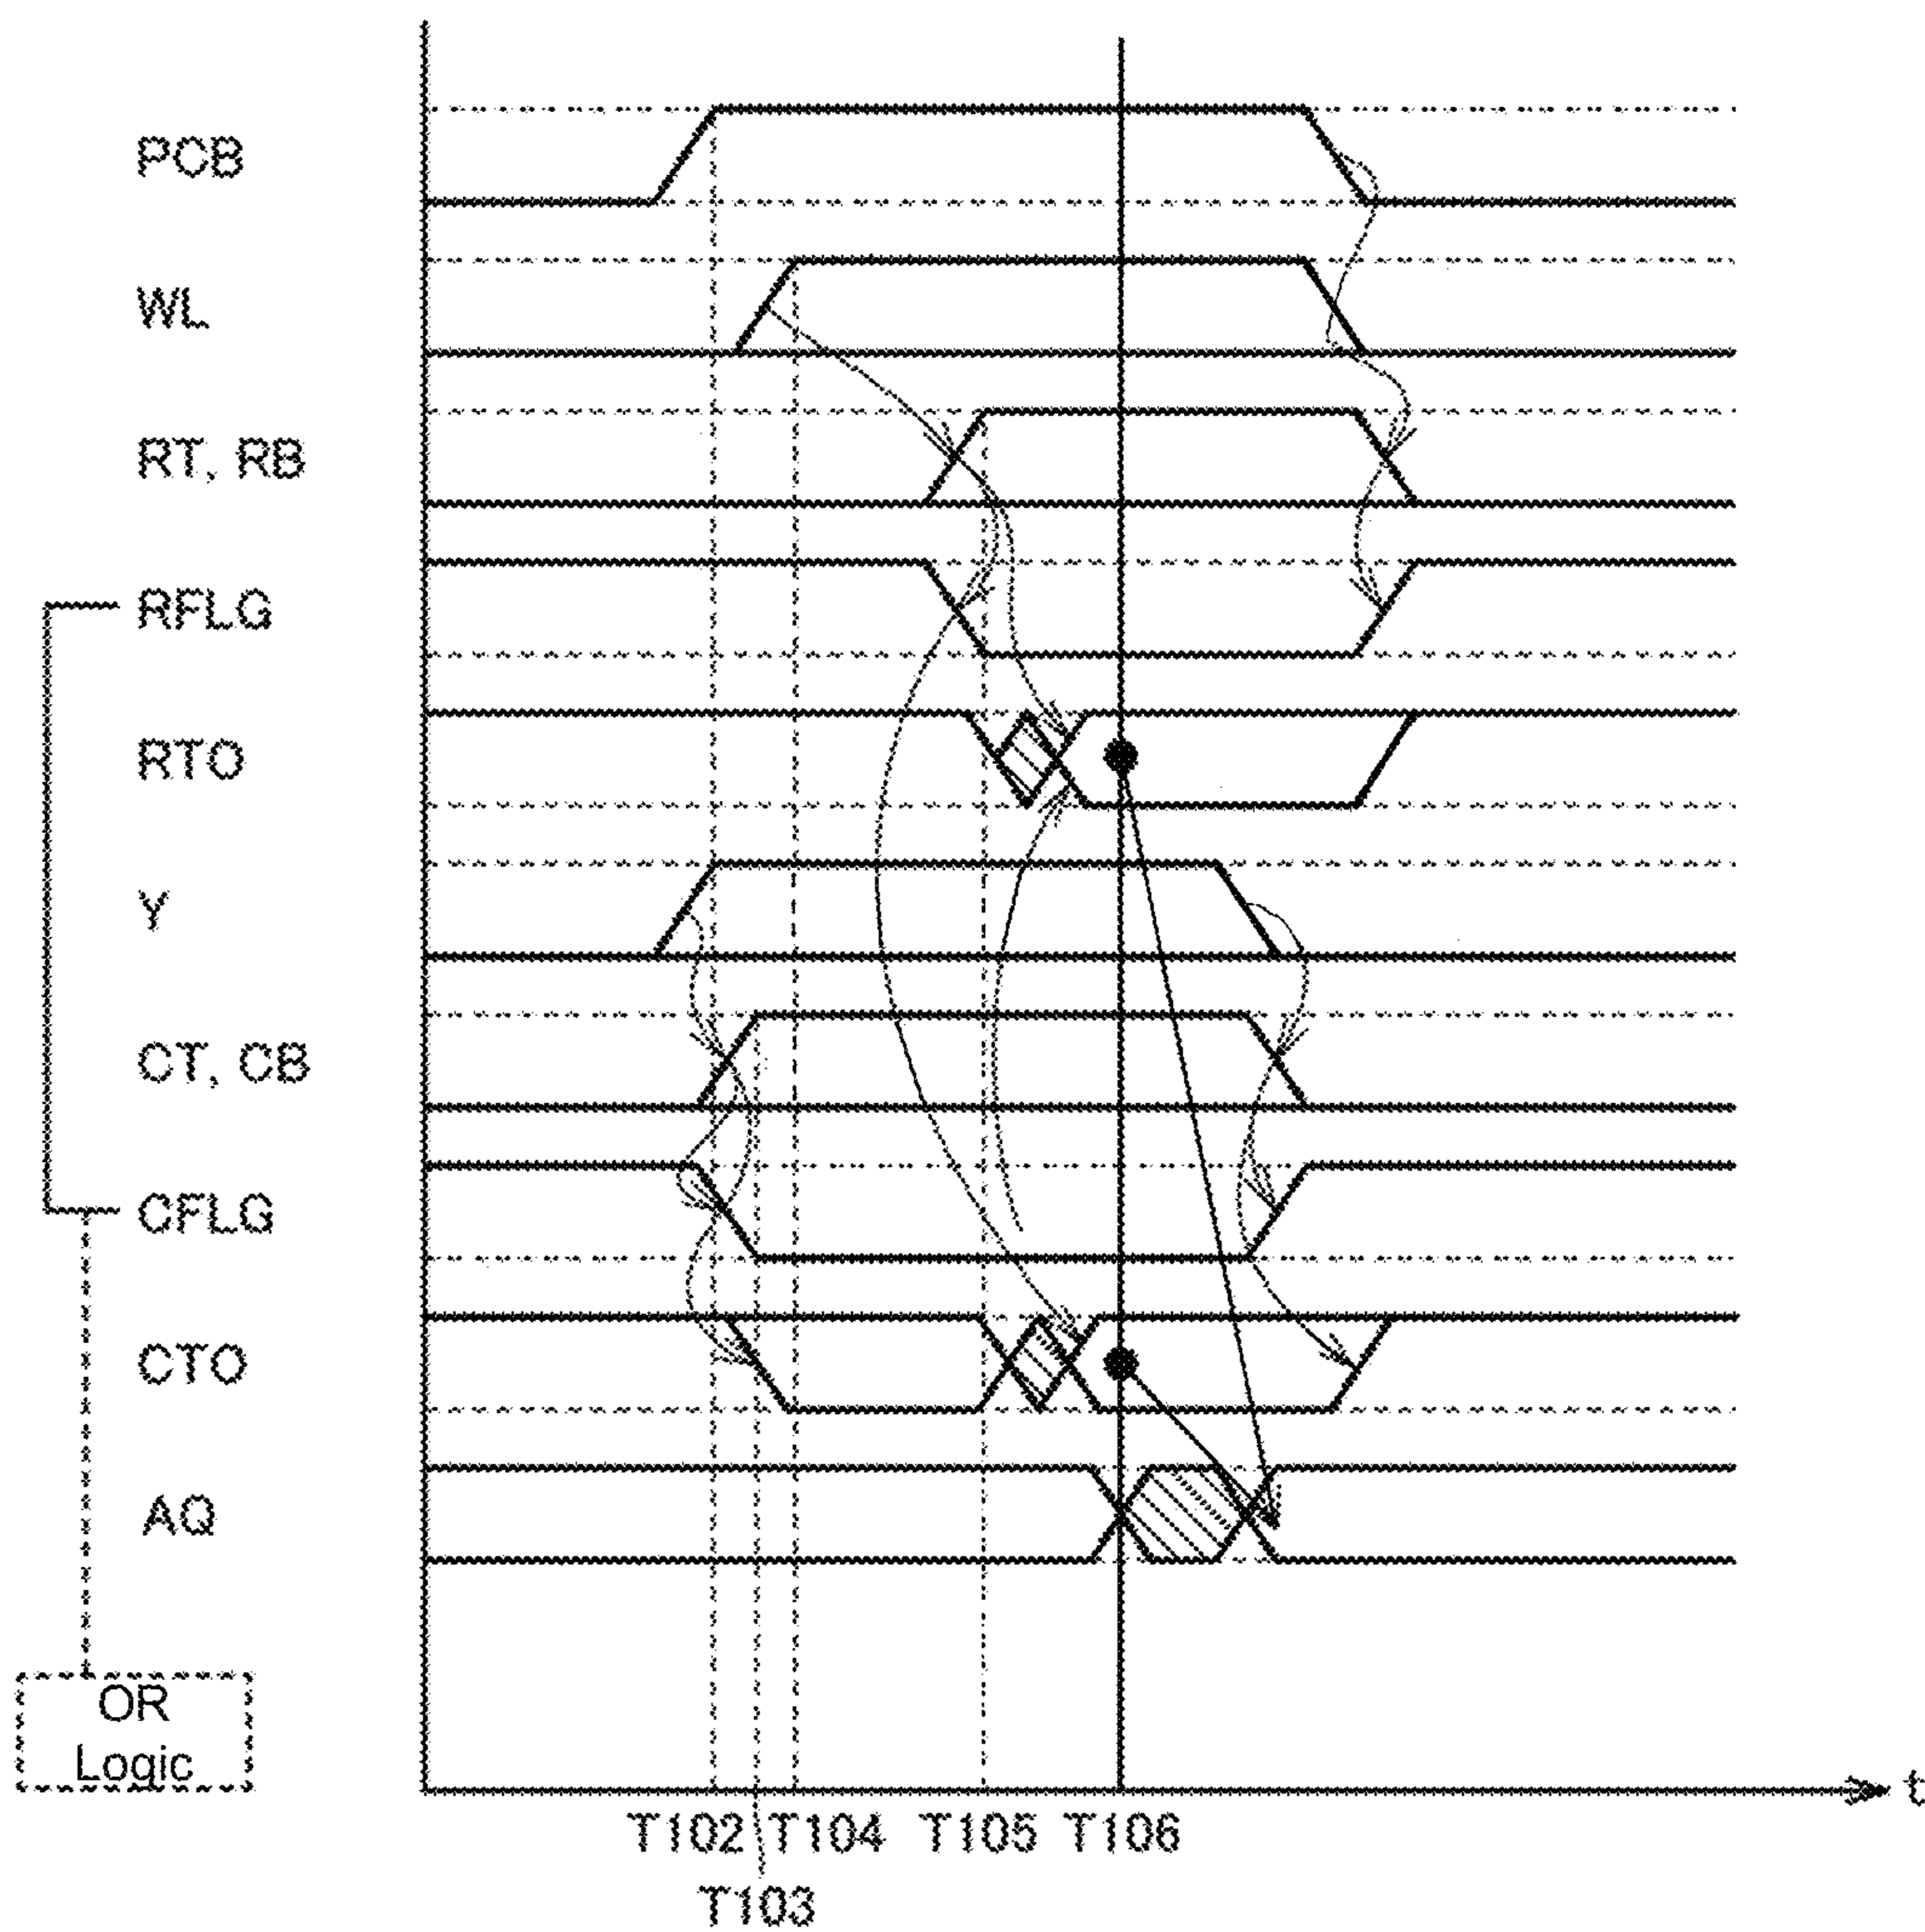 PCB
WL
RT, RB
RFLG
RTO
Y
CT, CB
CFLG
CTO
AQ
OR
Logic
t
T102 T104 T105 T106
T103